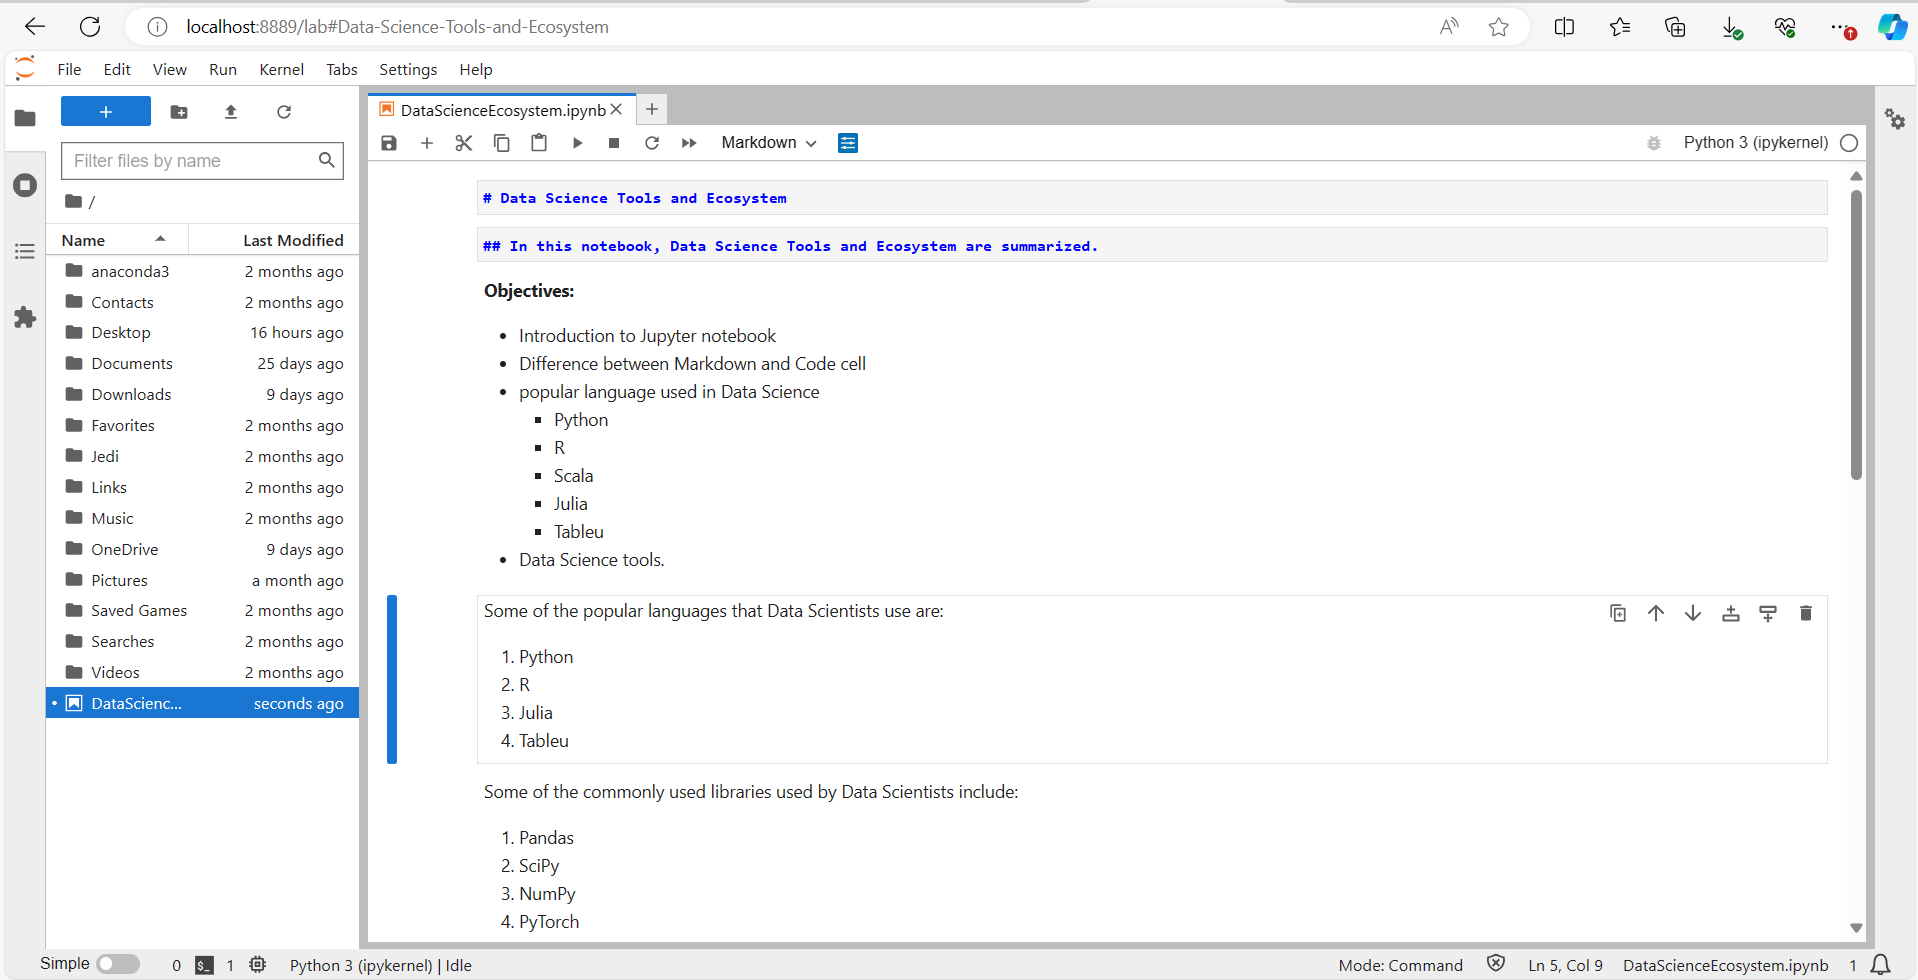 localhost:8889/lab#Data-Science-Tools-and-Ecosystem
File Edit View Run Kernel Tabs Settings Help
DataScienceEcosystem.ipynb
Filter files by name
Markdown
Python 3 (ipykernel)
/
Name Last Modified
anaconda3 2 months ago
Contacts 2 months ago
Desktop 16 hours ago
Documents 25 days ago
Downloads 9 days ago
Favorites 2 months ago
Jedi 2 months ago
Links 2 months ago
Music 2 months ago
OneDrive 9 days ago
Pictures a month ago
Saved Games 2 months ago
Searches 2 months ago
Videos 2 months ago
DataScienc... seconds ago
# Data Science Tools and Ecosystem
## In this notebook, Data Science Tools and Ecosystem are summarized.
Objectives:
• Introduction to Jupyter notebook
• Difference between Markdown and Code cell
• popular language used in Data Science
▪ Python
▪ R
▪ Scala
▪ Julia
▪ Tableu
• Data Science tools.
Some of the popular languages that Data Scientists use are:
1. Python
2. R
3. Julia
4. Tableu
Some of the commonly used libraries used by Data Scientists include:
1. Pandas
2. SciPy
3. NumPy
4. PyTorch
Simple 0 $_ 1 Python 3 (ipykernel) | Idle Mode: Command Ln 5, Col 9 DataScienceEcosystem.ipynb 1